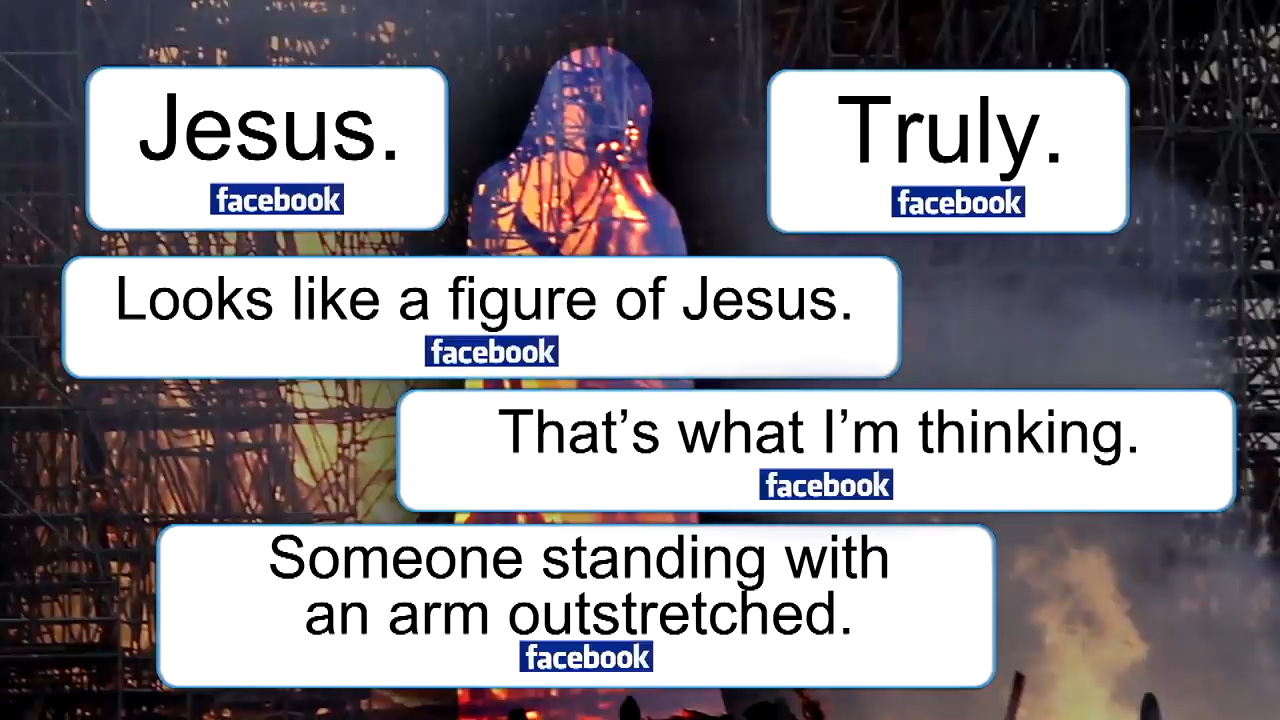 Jesus.
facebook
Truly.
facebook
Looks like a figure of Jesus.
facebook
That’s what I’m thinking.
facebook
Someone standing with
an arm outstretched.
facebook